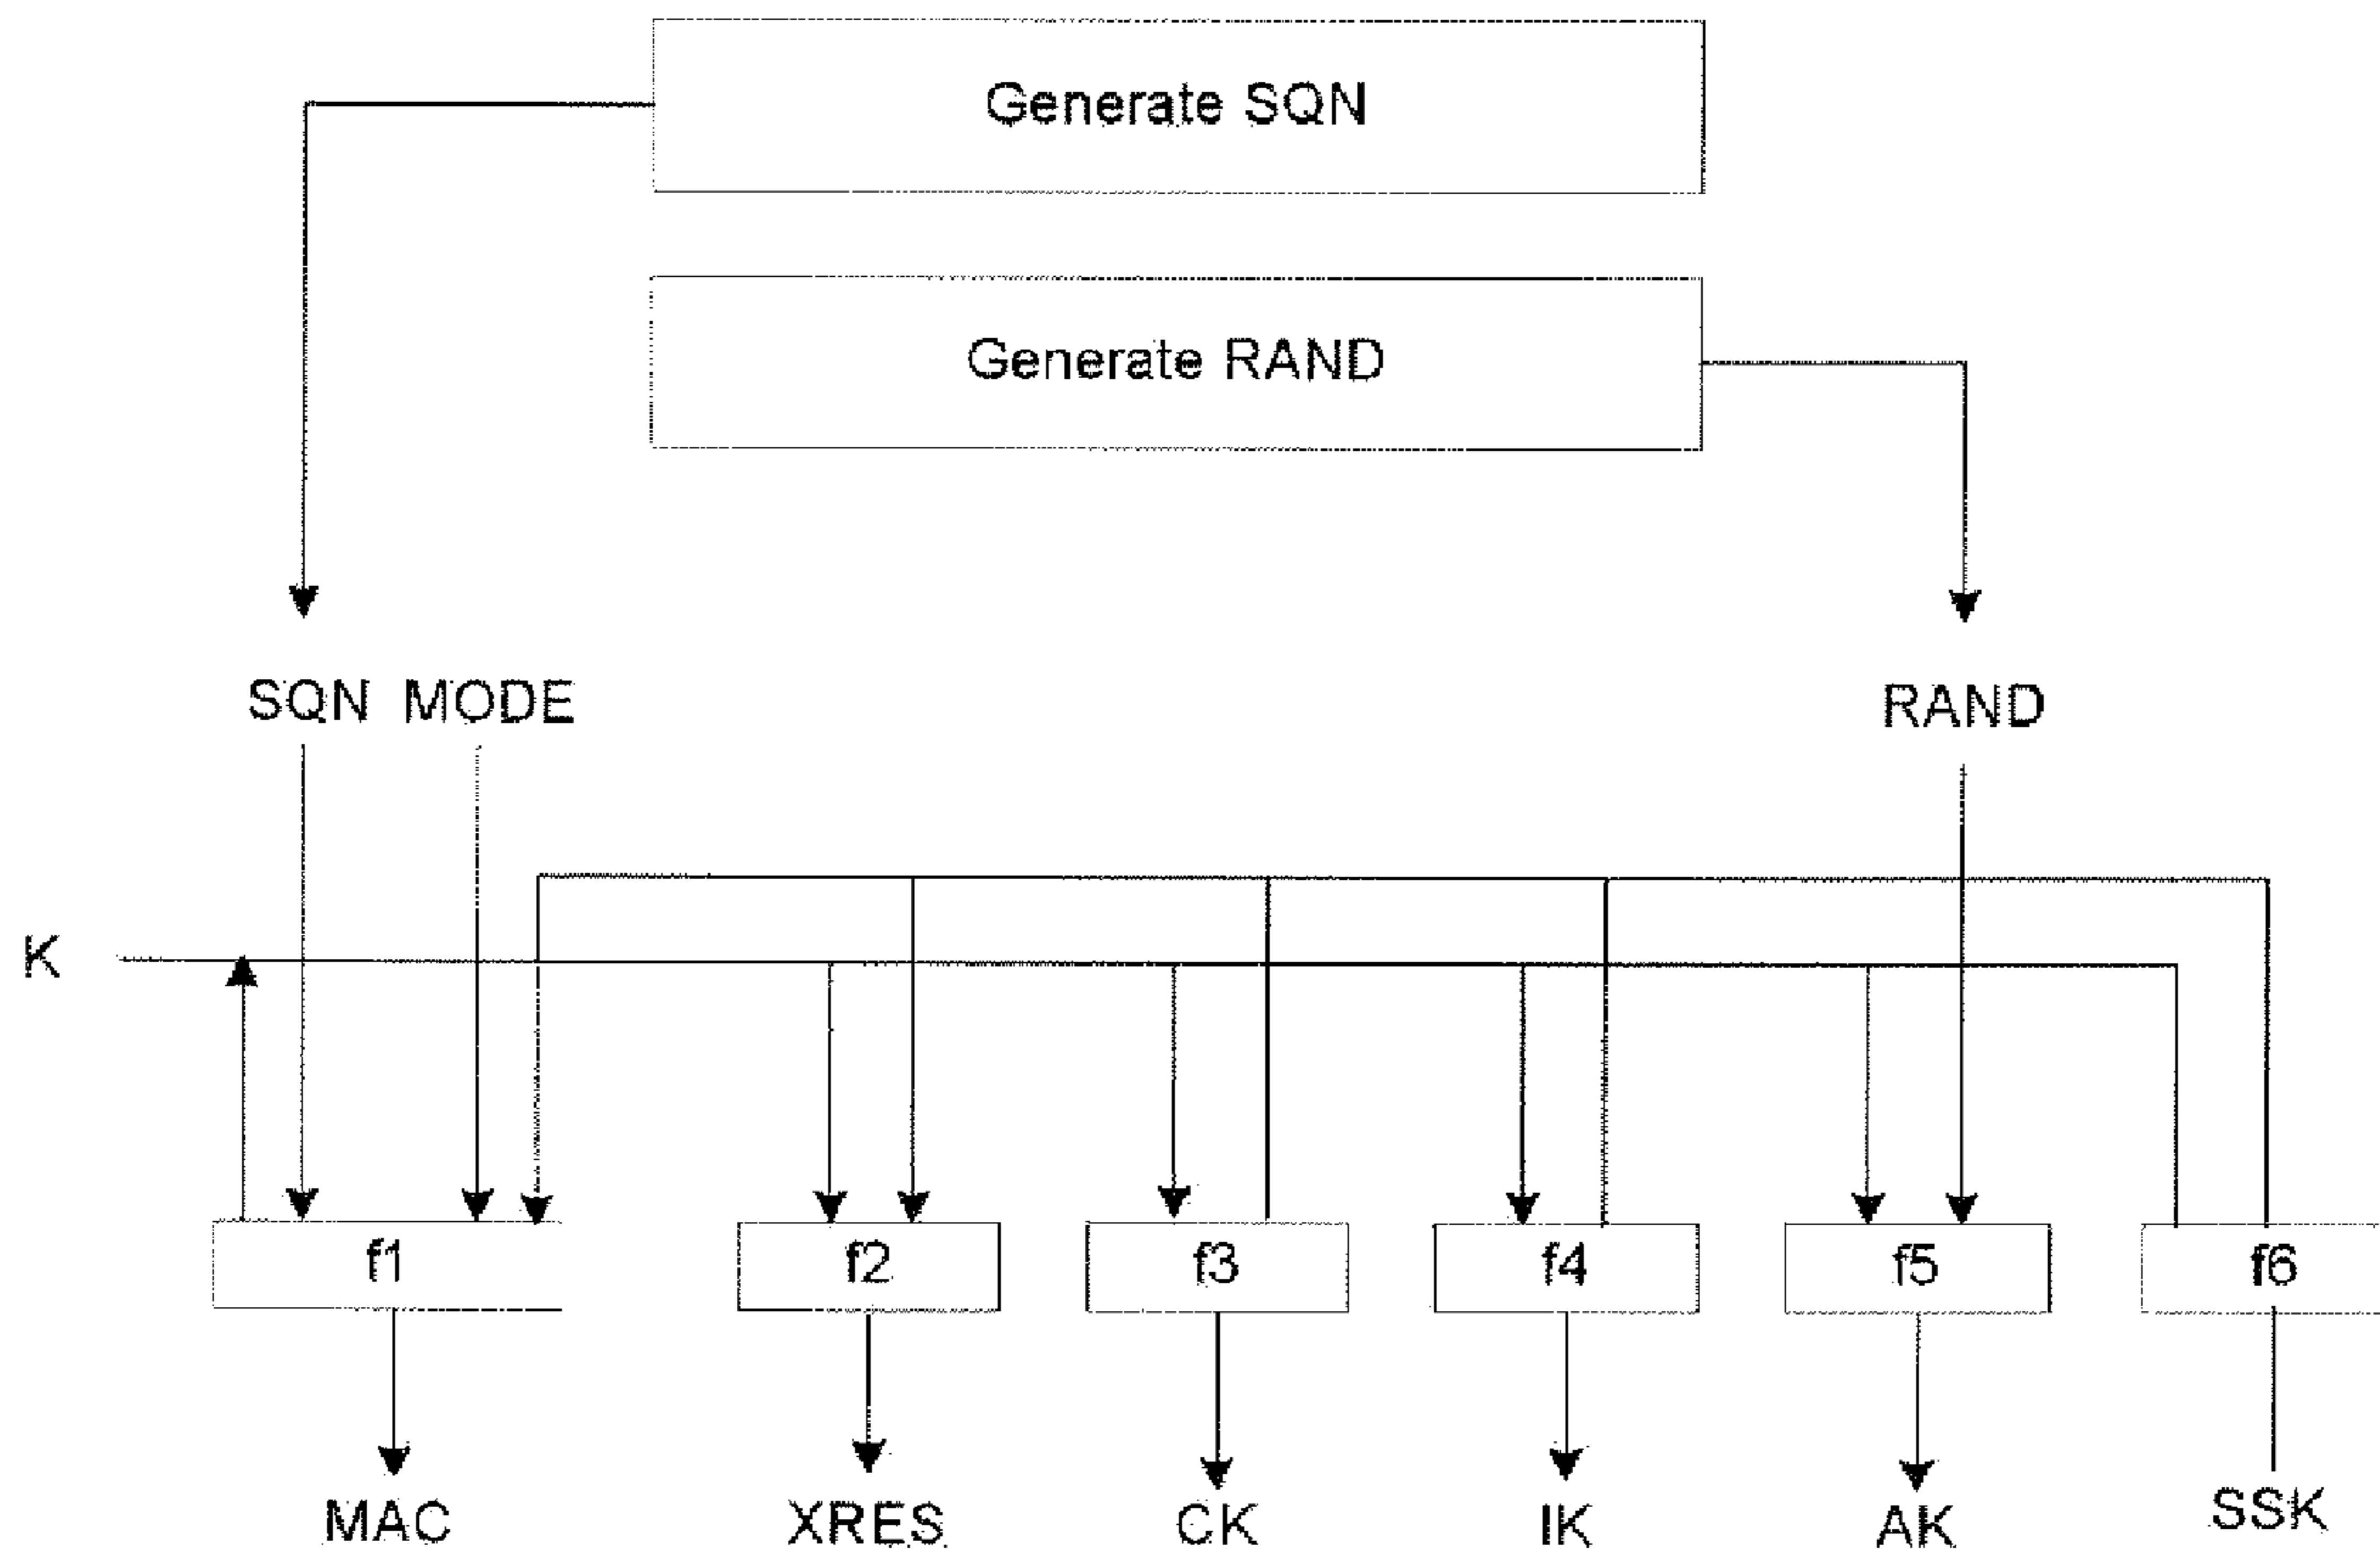 Generate SQN
Generate RAND
SQN MODE
RAND
K
f1
f2
f3
f4
f5
f6
MAC
XRES
CK
IK
AK
SSK